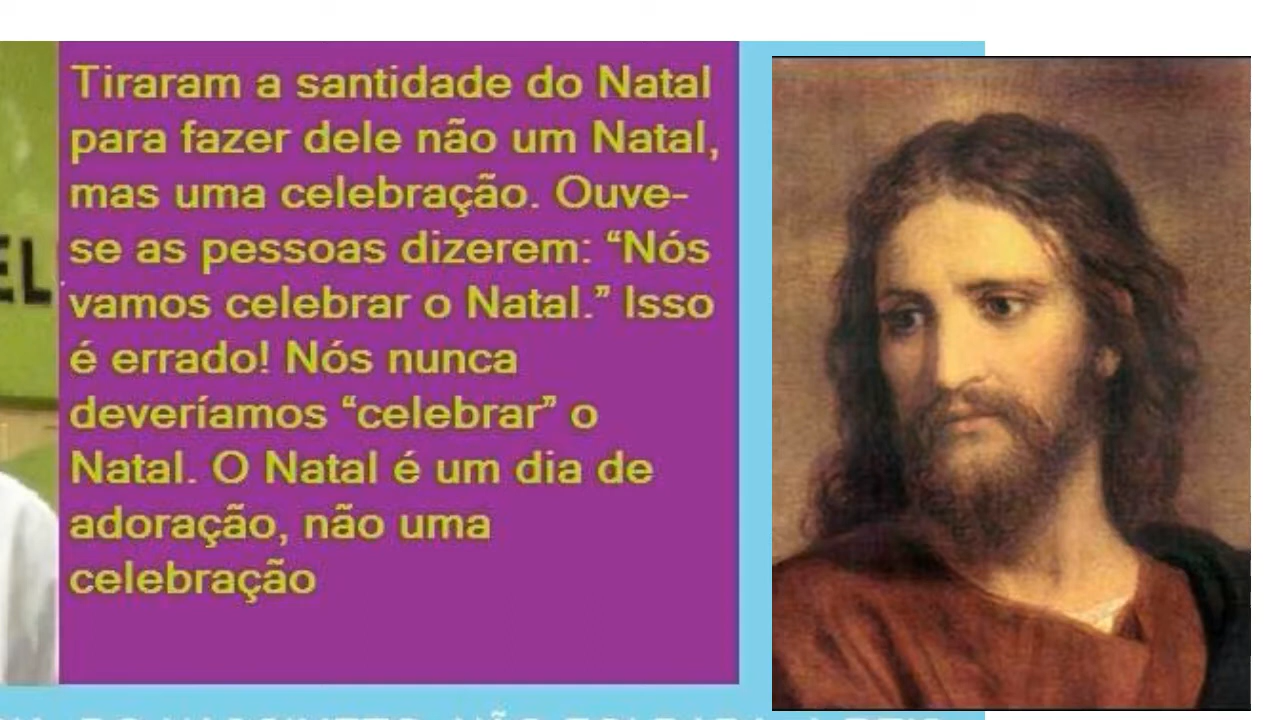 Tiraram a santidade do Natal
para fazer dele não um Natal,
mas uma celebração. Ouve-
se as pessoas dizerem: “Nós
vamos celebrar o Natal.” Isso
é errado! Nós nunca
deveríamos “celebrar” o
Natal. O Natal é um dia de
adoração, não uma
celebração
EL